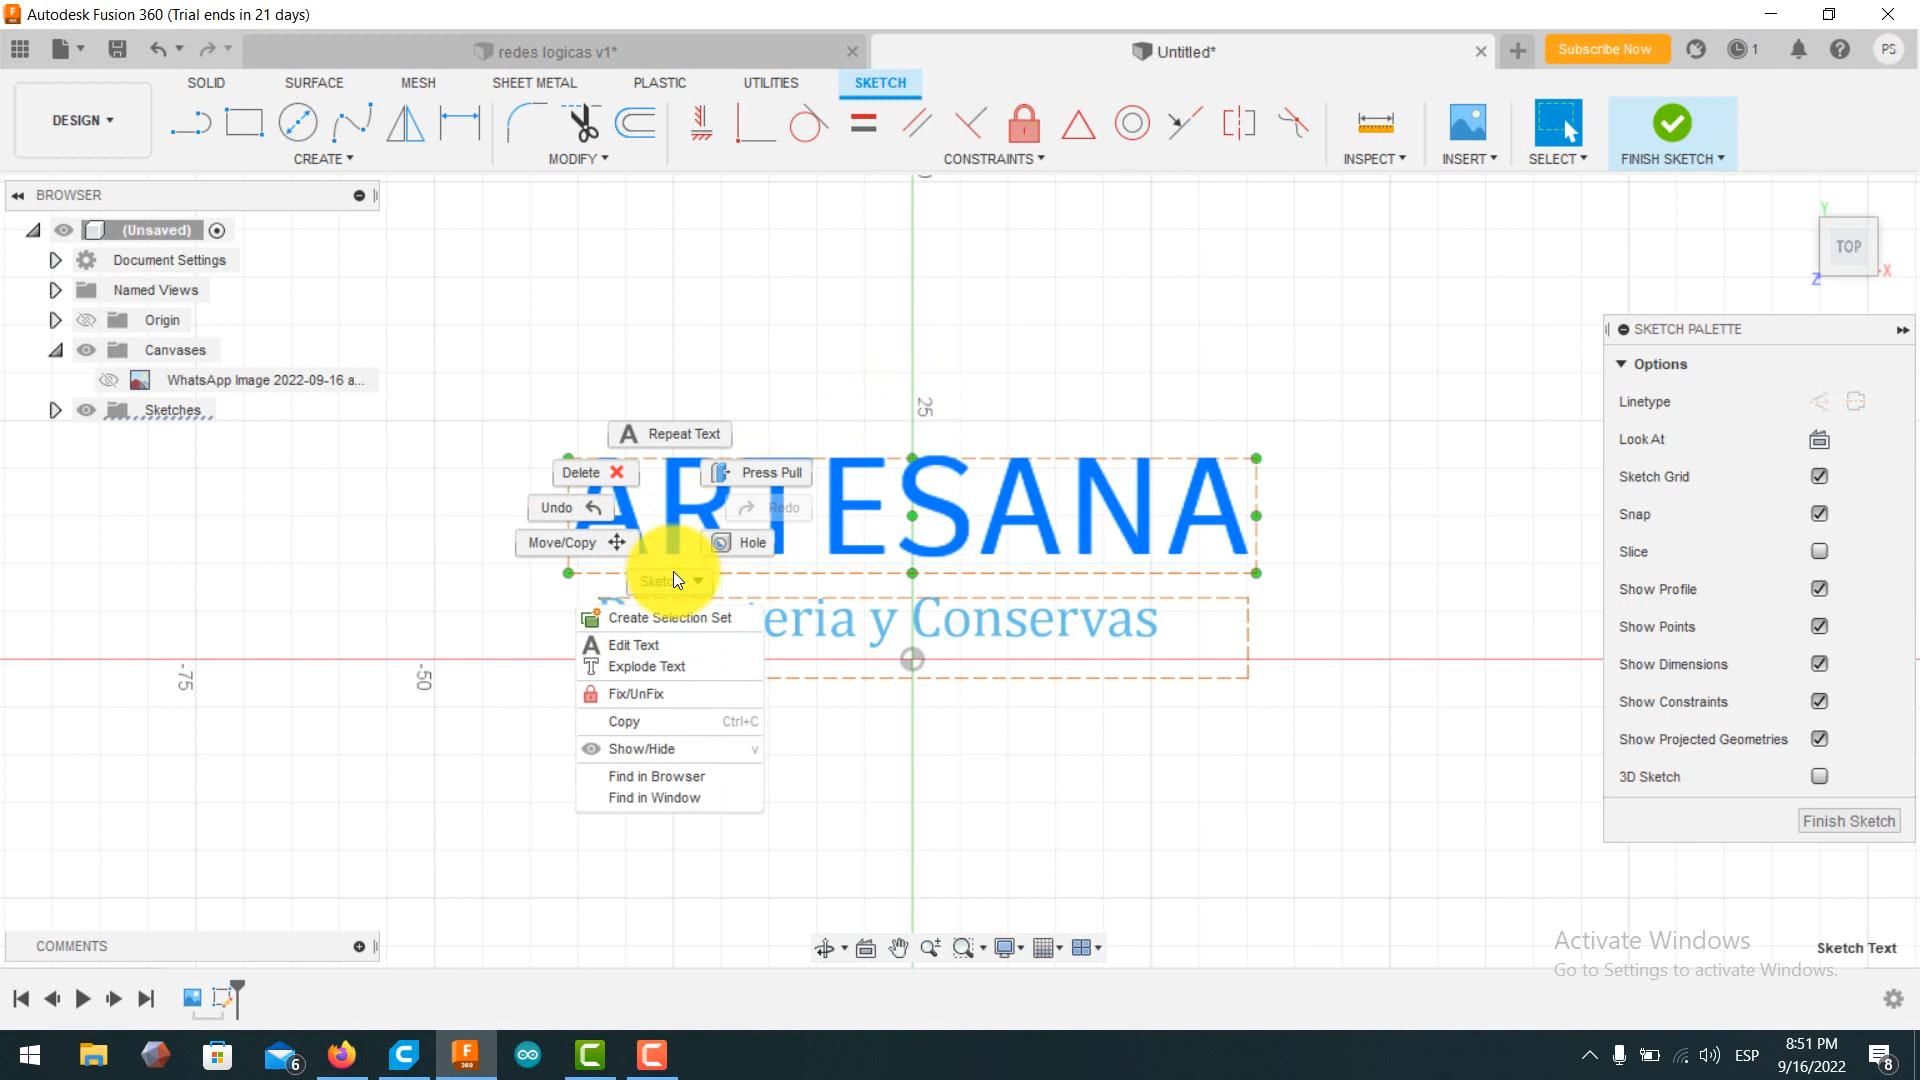 Autodesk Fusion 360 (Trial ends in 21 days)
redes logicas v1*
Untitled*
Subscribe Now
1
PS
SOLID SURFACE MESH SHEET METAL PLASTIC UTILITIES SKETCH
DESIGN
CREATE MODIFY CONSTRAINTS INSPECT INSERT SELECT FINISH SKETCH
BROWSER
(Unsaved)
Document Settings
Named Views
Origin
Canvases
WhatsApp Image 2022-09-16 a...
Sketches
Y
TOP
X
Z
25
-75
-50
ARTESANA
eria y Conservas
Repeat Text
Delete
Press Pull
Undo
Redo
Move/Copy
Hole
Create Selection Set
Edit Text
Explode Text
Fix/UnFix
Copy Ctrl+C
Show/Hide v
Find in Browser
Find in Window
SKETCH PALETTE
Options
Linetype
Look At
Sketch Grid
Snap
Slice
Show Profile
Show Points
Show Dimensions
Show Constraints
Show Projected Geometries
3D Sketch
Finish Sketch
COMMENTS
Activate Windows
Go to Settings to activate Windows.
Sketch Text
6
360
ESP
8:51 PM
9/16/2022
8